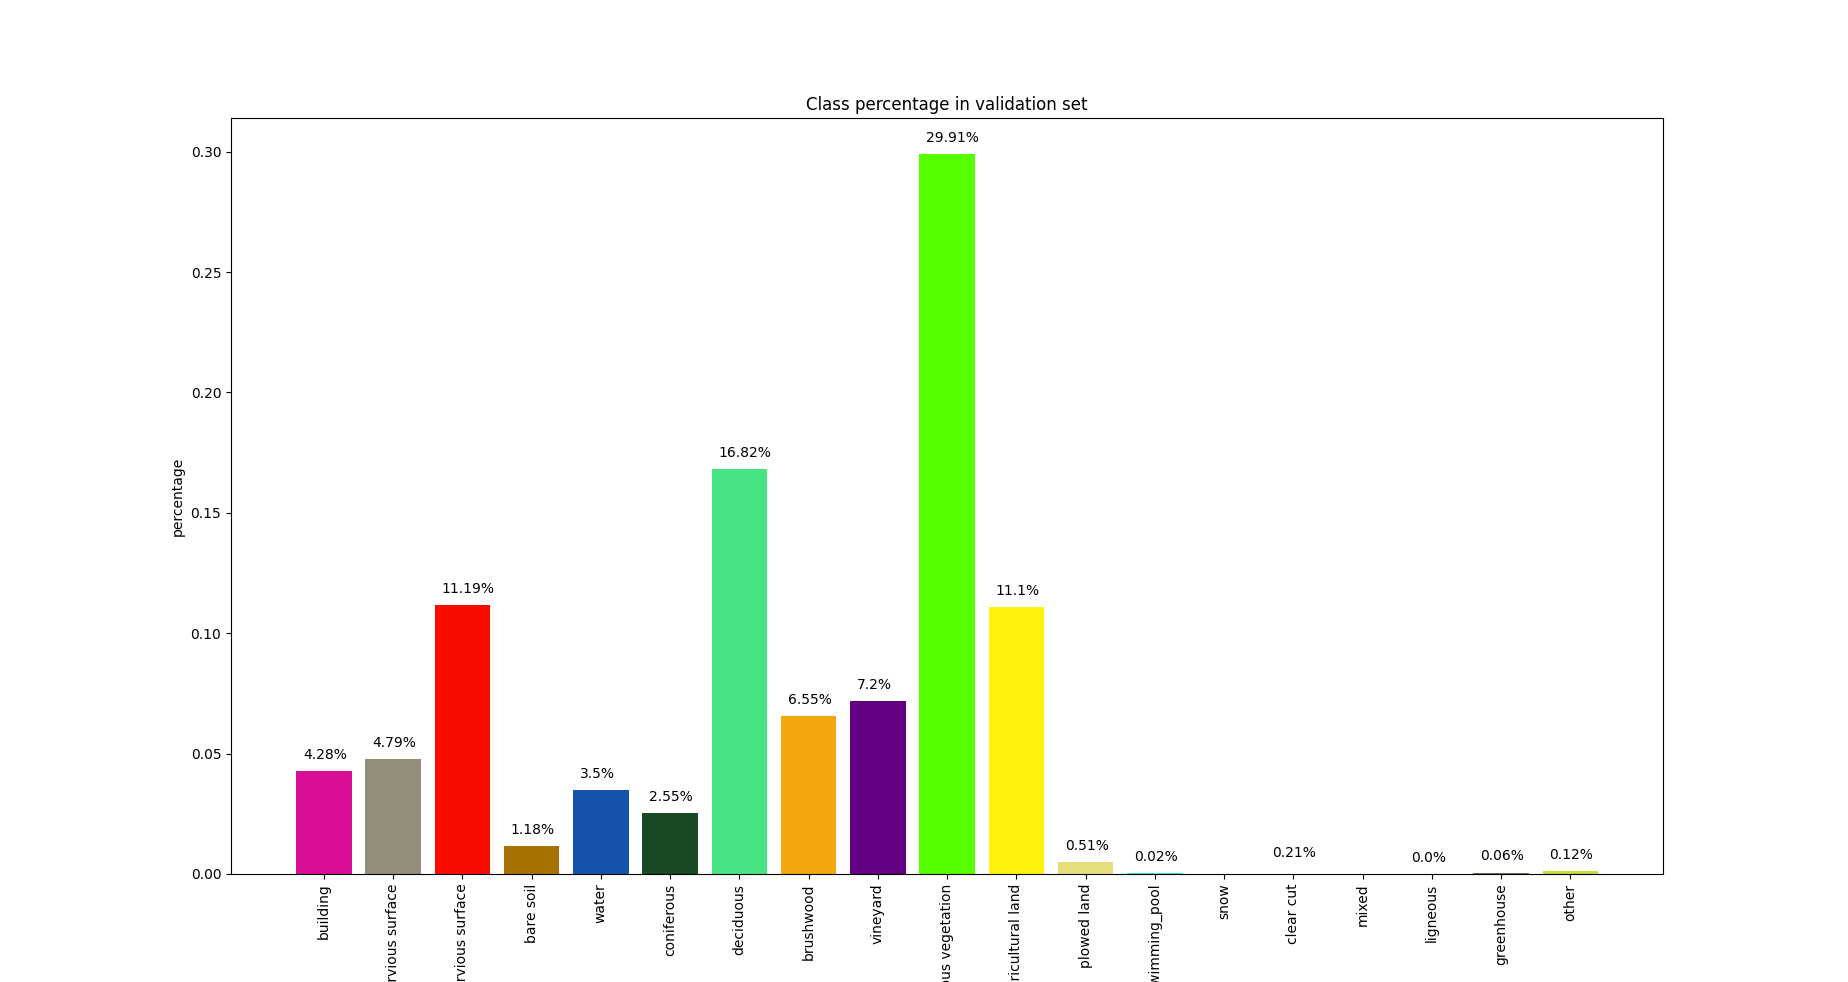 Class percentage in validation set
percentage
0.30
0.25
0.20
0.15
0.10
0.05
0.00
4.28%
4.79%
11.19%
1.18%
3.5%
2.55%
16.82%
6.55%
7.2%
29.91%
11.1%
0.51%
0.02%
0.21%
0.0%
0.06%
0.12%
building
rvious surface
rvious surface
bare soil
water
coniferous
deciduous
brushwood
vineyard
ous vegetation
ricultural land
plowed land
wimming_pool
snow
clear cut
mixed
ligneous
greenhouse
other